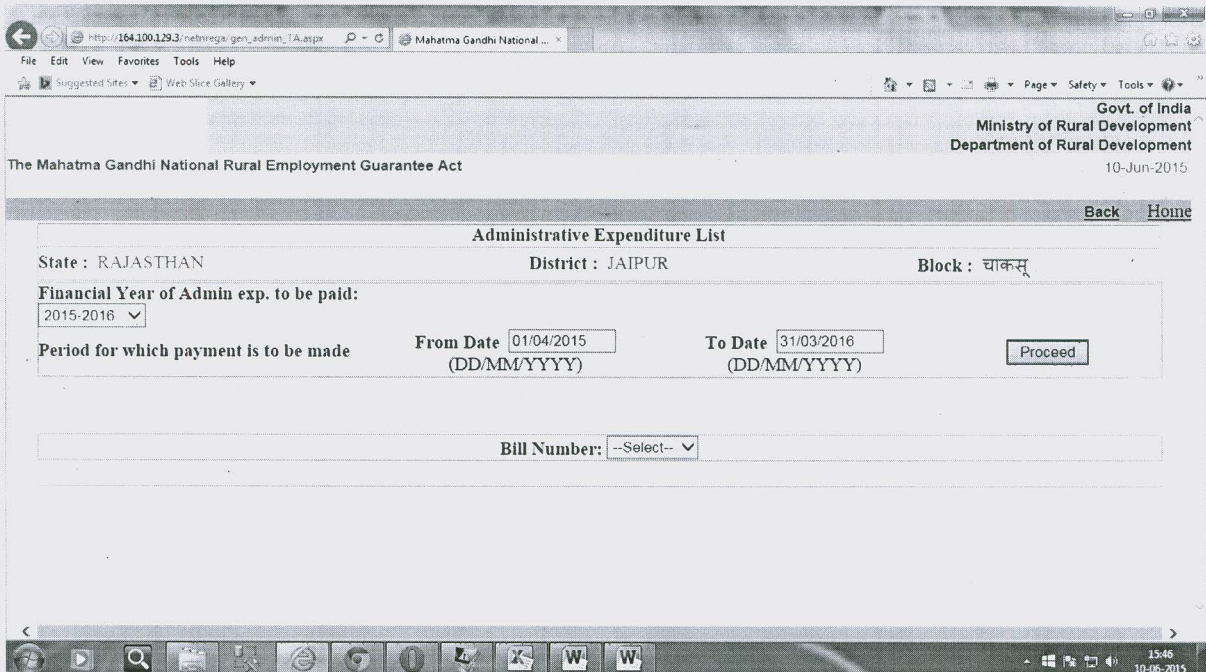 http://164.100.129.3/netnrega/gen_admin_TA.aspx
Mahatma Gandhi National ...
File Edit View Favorites Tools Help
Suggested Sites Web Slice Gallery
Page Safety Tools
Govt. of India
Ministry of Rural Development
Department of Rural Development
The Mahatma Gandhi National Rural Employment Guarantee Act
10-Jun-2015
Back Home
Administrative Expenditure List
State : RAJASTHAN District : JAIPUR Block : चाकसू
Financial Year of Admin exp. to be paid:
2015-2016
Period for which payment is to be made From Date 01/04/2015 To Date 31/03/2016 Proceed
(DD/MM/YYYY) (DD/MM/YYYY)
Bill Number: --Select--
15:46
10-06-2015